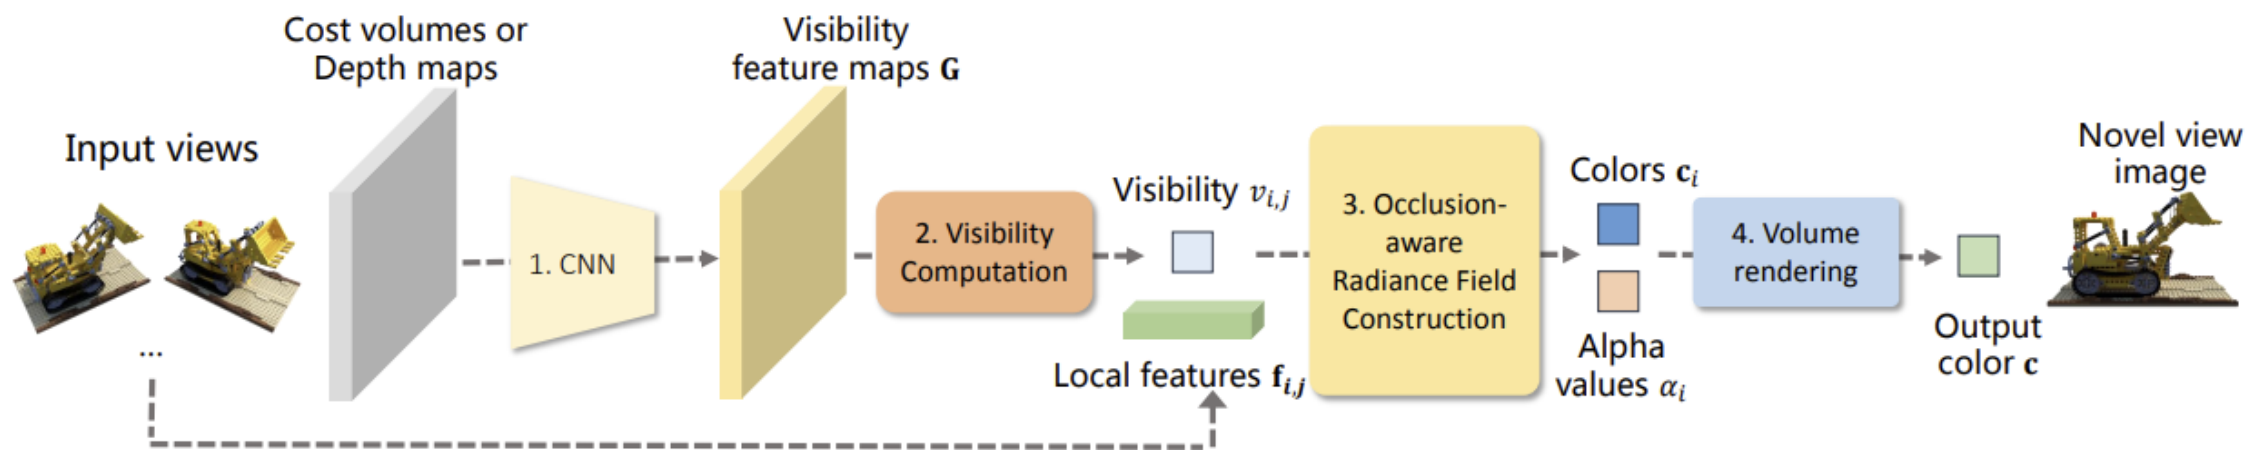 Input views
...
Cost volumes or
Depth maps
1. CNN
Visibility
feature maps G
2. Visibility
Computation
Visibility v_{i,j}
Local features f_{i,j}
3. Occlusion-
aware
Radiance Field
Construction
Colors c_i
Alpha
values α_i
4. Volume
rendering
Output
color c
Novel view
image